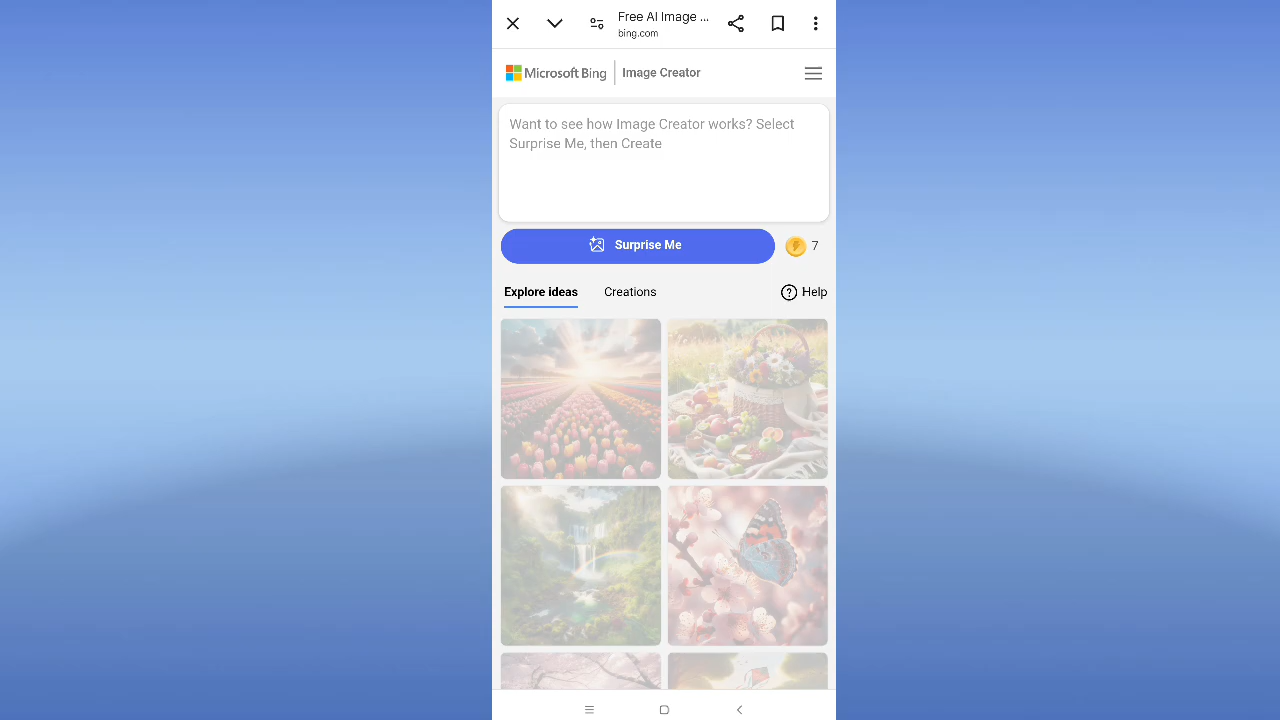 Free AI Image ...
bing.com
Microsoft Bing | Image Creator
Want to see how Image Creator works? Select
Surprise Me, then Create
Surprise Me
7
Explore ideas
Creations
Help